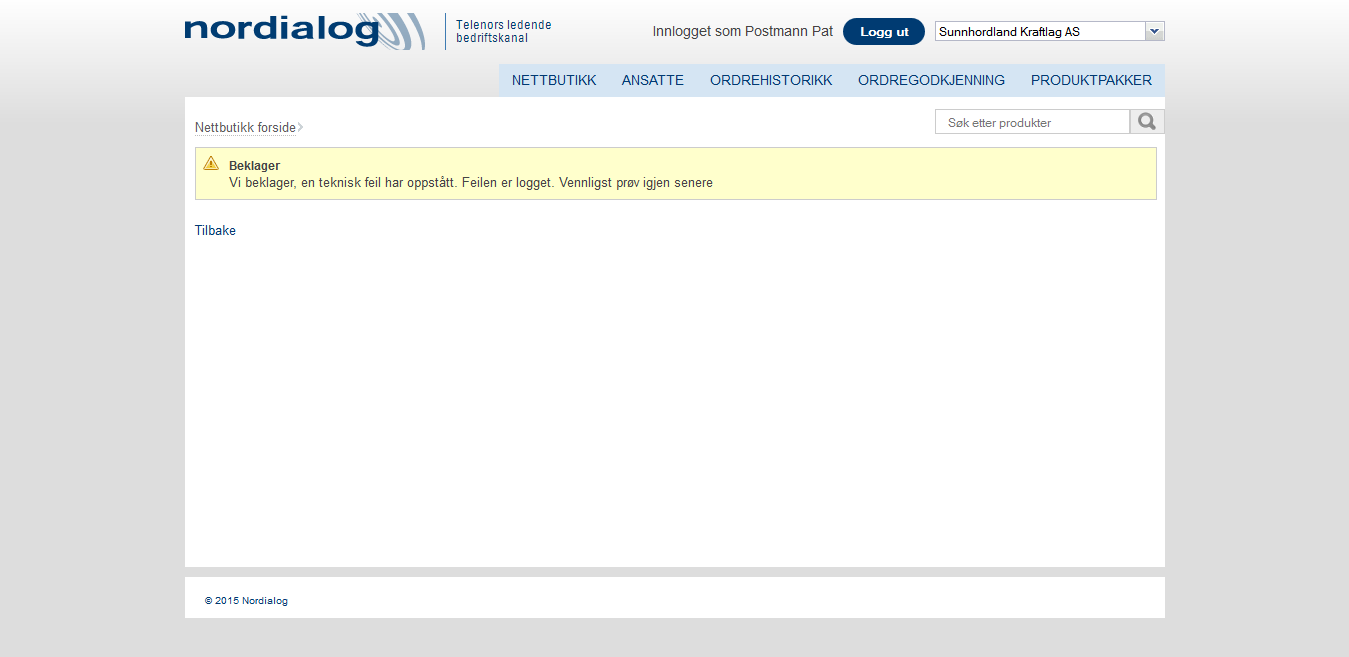 nordialog
Telenors ledende
bedriftskanal
Innlogget som Postmann Pat
Logg ut
Sunnhordland Kraftlag AS
NETTBUTIKK ANSATTE ORDREHISTORIKK ORDREGODKJENNING PRODUKTPAKKER
Nettbutikk forside
Søk etter produkter
Beklager
Vi beklager, en teknisk feil har oppstått. Feilen er logget. Vennligst prøv igjen senere
Tilbake
© 2015 Nordialog